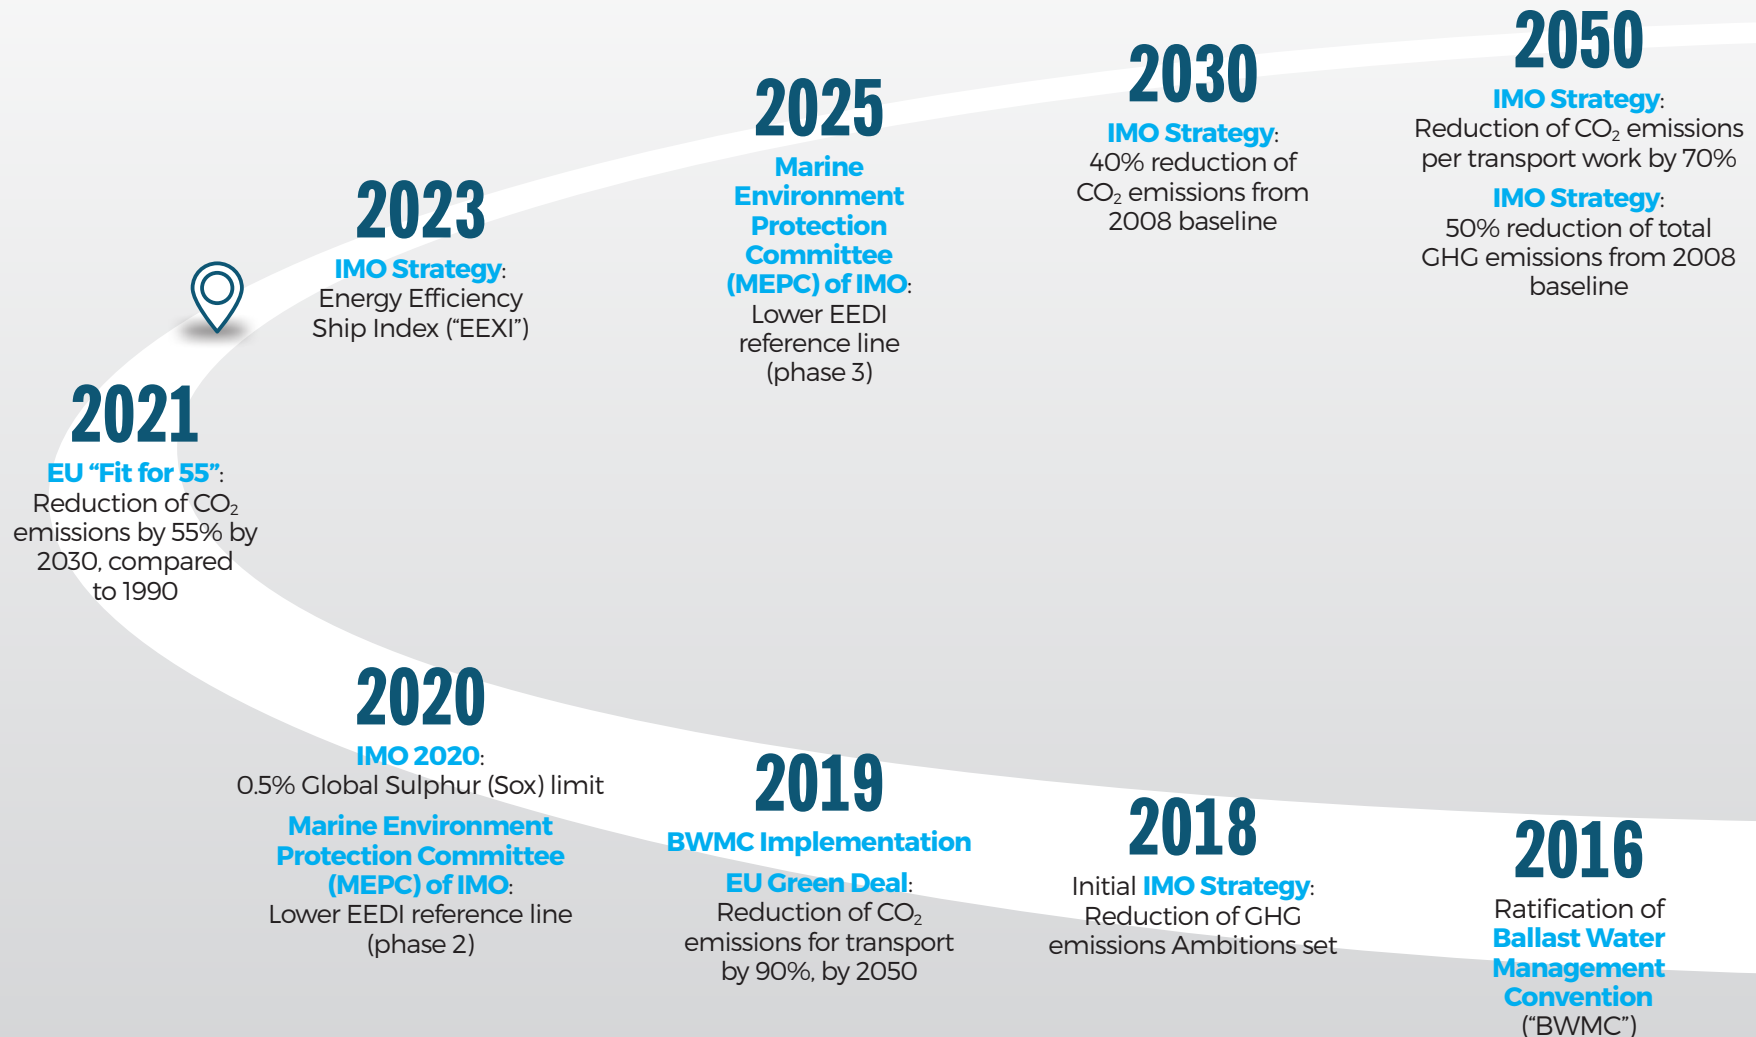 2050
IMO Strategy:
Reduction of CO₂ emissions
per transport work by 70%
IMO Strategy:
50% reduction of total
GHG emissions from 2008
baseline
2030
IMO Strategy:
40% reduction of
CO₂ emissions from
2008 baseline
2025
Marine
Environment
Protection
Committee
(MEPC) of IMO:
Lower EEDI
reference line
(phase 3)
2023
IMO Strategy:
Energy Efficiency
Ship Index (“EEXI”)
2021
EU “Fit for 55”:
Reduction of CO₂
emissions by 55% by
2030, compared
to 1990
2020
IMO 2020:
0.5% Global Sulphur (Sox) limit
Marine Environment
Protection Committee
(MEPC) of IMO:
Lower EEDI reference line
(phase 2)
2019
BWMC Implementation
EU Green Deal:
Reduction of CO₂
emissions for transport
by 90%, by 2050
2018
Initial IMO Strategy:
Reduction of GHG
emissions Ambitions set
2016
Ratification of
Ballast Water
Management
Convention
(“BWMC”)